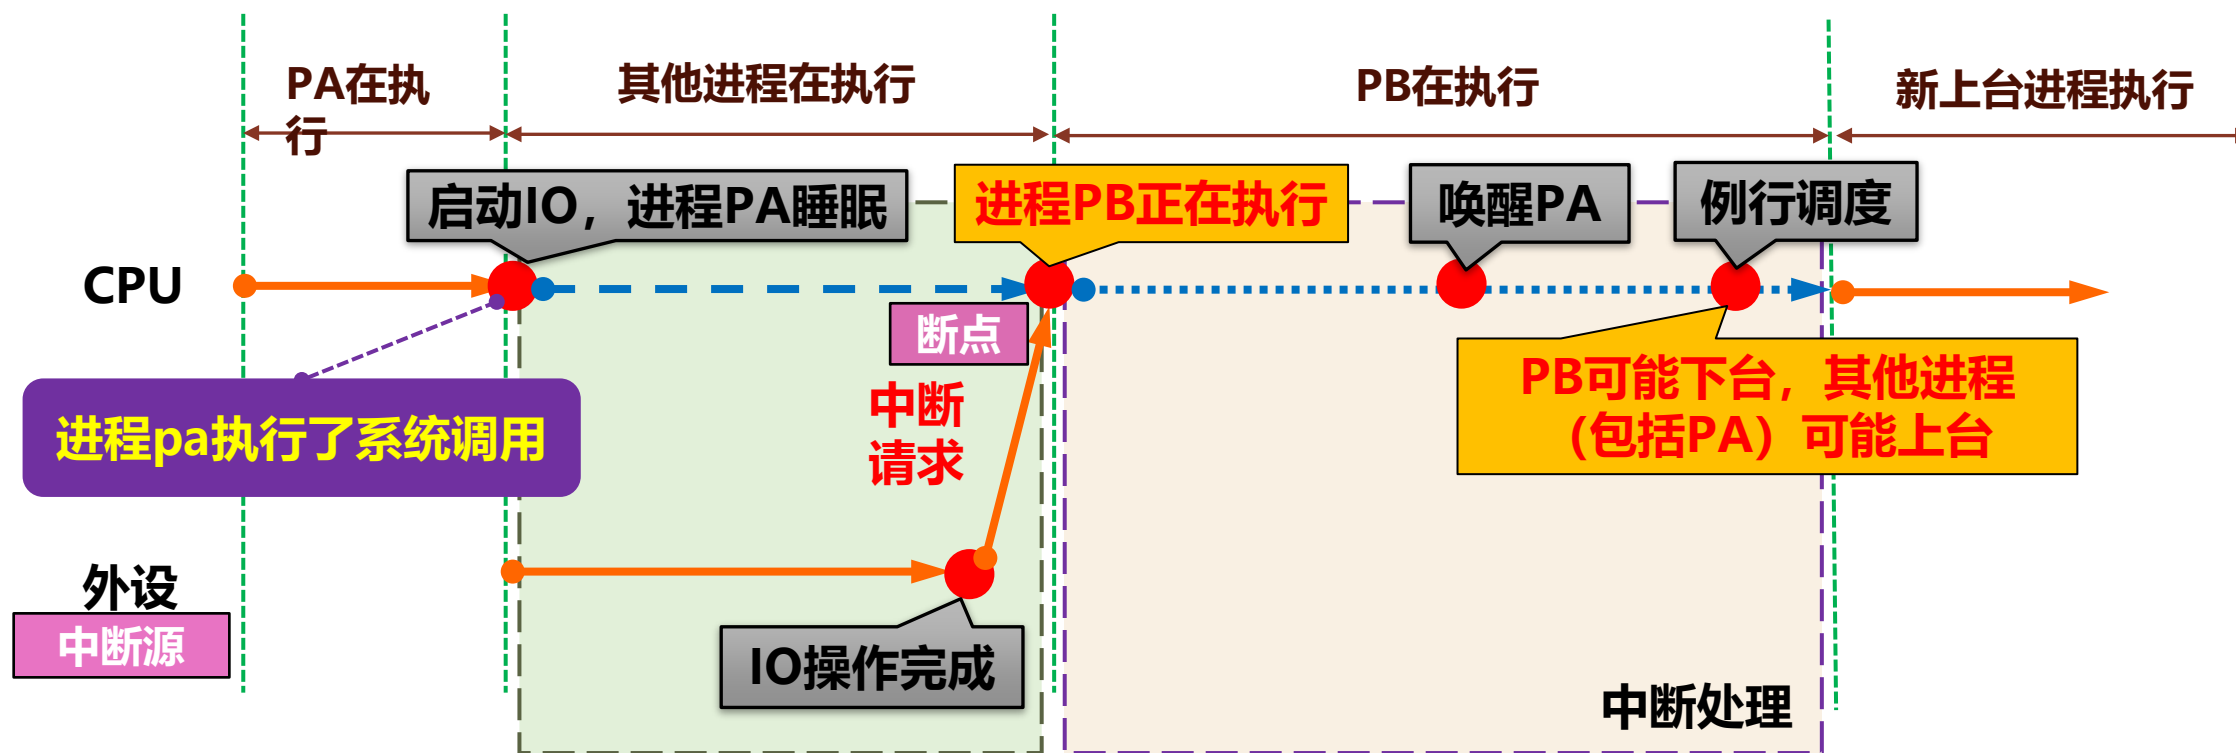 PA在执
行
其他进程在执行
PB在执行
新上台进程执行
启动IO，进程PA睡眠
进程PB正在执行
唤醒PA
例行调度
CPU
断点
中断
请求
PB可能下台，其他进程
（包括PA）可能上台
进程pa执行了系统调用
外设
中断源
IO操作完成
中断处理